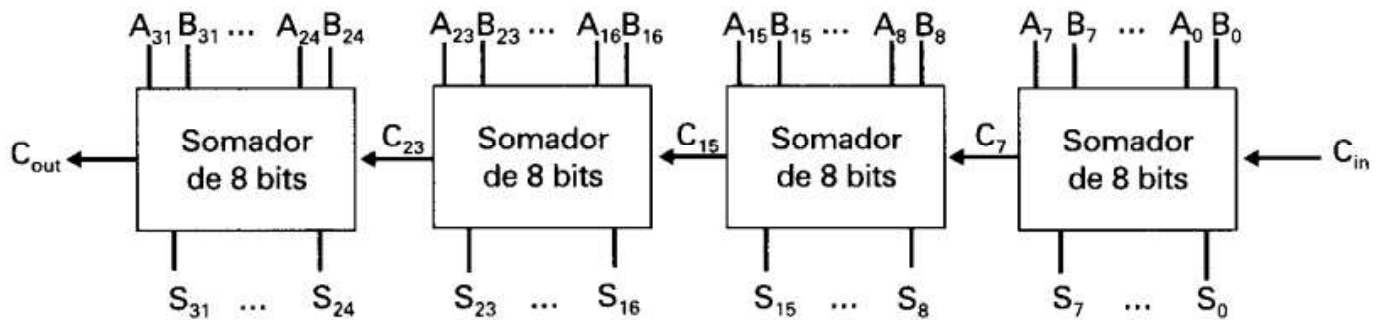 A31 B31 ... A24 B24 A23 B23 ... A16 B16 A15 B15 ... A8 B8 A7 B7 ... A0 B0
Cout Somador de 8 bits C23 Somador de 8 bits C15 Somador de 8 bits C7 Somador de 8 bits Cin
S31 ... S24 S23 ... S16 S15 ... S8 S7 ... S0